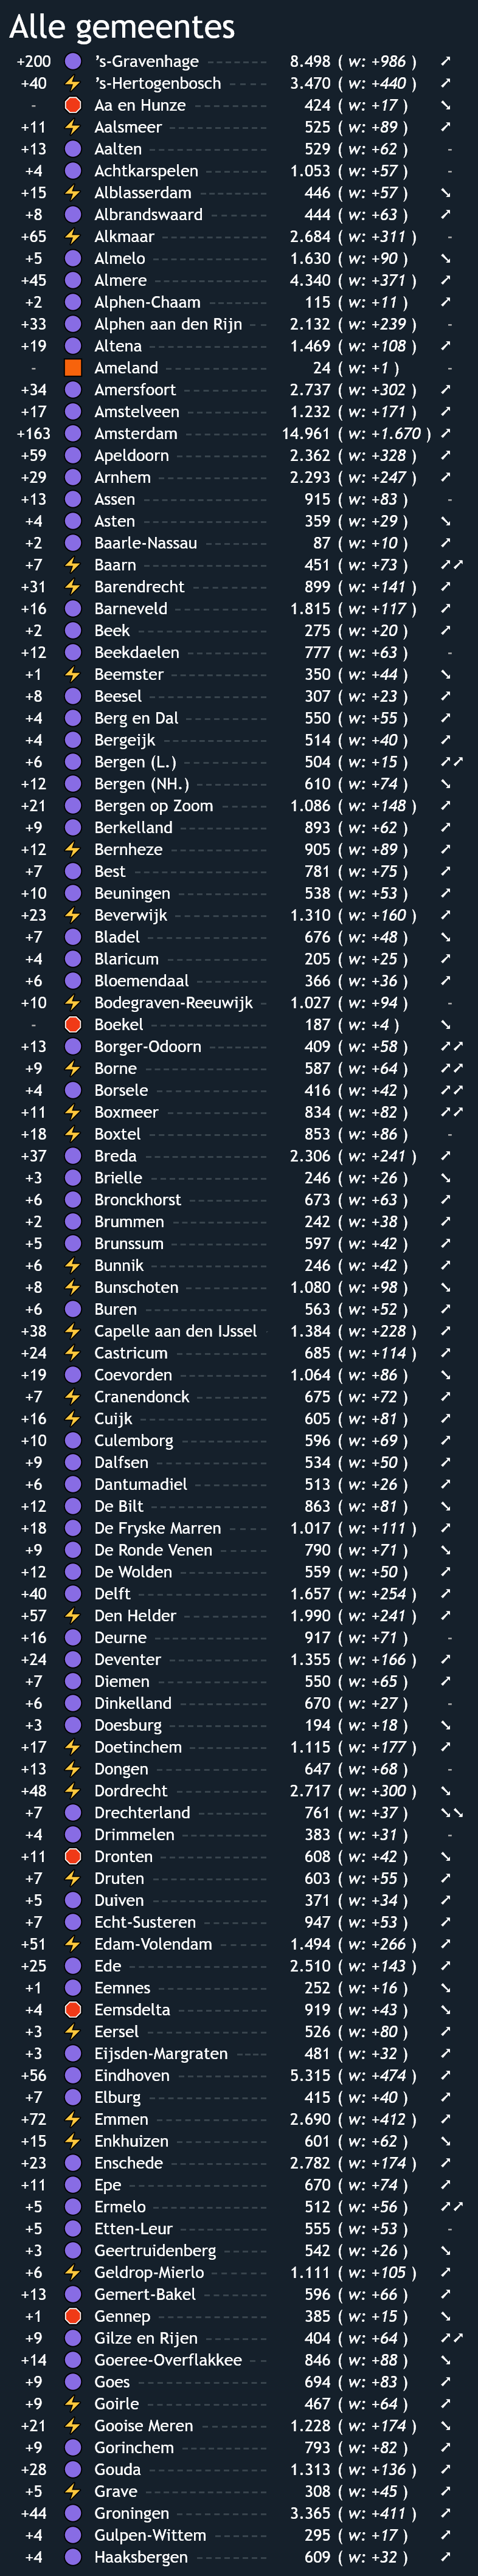 Alle gemeentes
+200 's-Gravenhage 8.498 ( w: +986 )
+40 's-Hertogenbosch 3.470 ( w: +440 )
- Aa en Hunze 424 ( w: +17 )
+11 Aalsmeer 525 ( w: +89 )
+13 Aalten 529 ( w: +62 ) -
+4 Achtkarspelen 1.053 ( w: +57 ) -
+15 Alblasserdam 446 ( w: +57 )
+8 Albrandswaard 444 ( w: +63 )
+65 Alkmaar 2.684 ( w: +311 ) -
+5 Almelo 1.630 ( w: +90 )
+45 Almere 4.340 ( w: +371 )
+2 Alphen-Chaam 115 ( w: +11 )
+33 Alphen aan den Rijn 2.132 ( w: +239 ) -
+19 Altena 1.469 ( w: +108 )
- Ameland 24 ( w: +1 ) -
+34 Amersfoort 2.737 ( w: +302 )
+17 Amstelveen 1.232 ( w: +171 )
+163 Amsterdam 14.961 ( w: +1.670 )
+59 Apeldoorn 2.362 ( w: +328 )
+29 Arnhem 2.293 ( w: +247 )
+13 Assen 915 ( w: +83 ) -
+4 Asten 359 ( w: +29 )
+2 Baarle-Nassau 87 ( w: +10 )
+7 Baarn 451 ( w: +73 )
+31 Barendrecht 899 ( w: +141 )
+16 Barneveld 1.815 ( w: +117 )
+2 Beek 275 ( w: +20 )
+12 Beekdaelen 777 ( w: +63 ) -
+1 Beemster 350 ( w: +44 )
+8 Beesel 307 ( w: +23 )
+4 Berg en Dal 550 ( w: +55 )
+4 Bergeijk 514 ( w: +40 )
+6 Bergen (L.) 504 ( w: +15 )
+12 Bergen (NH.) 610 ( w: +74 )
+21 Bergen op Zoom 1.086 ( w: +148 )
+9 Berkelland 893 ( w: +62 )
+12 Bernheze 905 ( w: +89 )
+7 Best 781 ( w: +75 )
+10 Beuningen 538 ( w: +53 )
+23 Beverwijk 1.310 ( w: +160 )
+7 Bladel 676 ( w: +48 )
+4 Blaricum 205 ( w: +25 )
+6 Bloemendaal 366 ( w: +36 )
+10 Bodegraven-Reeuwijk 1.027 ( w: +94 ) -
- Boekel 187 ( w: +4 )
+13 Borger-Odoorn 409 ( w: +58 )
+9 Borne 587 ( w: +64 )
+4 Borsele 416 ( w: +42 )
+11 Boxmeer 834 ( w: +82 )
+18 Boxtel 853 ( w: +86 ) -
+37 Breda 2.306 ( w: +241 )
+3 Brielle 246 ( w: +26 )
+6 Bronckhorst 673 ( w: +63 )
+2 Brummen 242 ( w: +38 )
+5 Brunssum 597 ( w: +42 )
+6 Bunnik 246 ( w: +42 )
+8 Bunschoten 1.080 ( w: +98 )
+6 Buren 563 ( w: +52 )
+38 Capelle aan den IJssel 1.384 ( w: +228 )
+24 Castricum 685 ( w: +114 )
+19 Coevorden 1.064 ( w: +86 )
+7 Cranendonck 675 ( w: +72 )
+16 Cuijk 605 ( w: +81 )
+10 Culemborg 596 ( w: +69 )
+9 Dalfsen 534 ( w: +50 )
+6 Dantumadiel 513 ( w: +26 )
+12 De Bilt 863 ( w: +81 )
+18 De Fryske Marren 1.017 ( w: +111 )
+9 De Ronde Venen 790 ( w: +71 )
+12 De Wolden 559 ( w: +50 )
+40 Delft 1.657 ( w: +254 )
+57 Den Helder 1.990 ( w: +241 )
+16 Deurne 917 ( w: +71 ) -
+24 Deventer 1.355 ( w: +166 )
+7 Diemen 550 ( w: +65 )
+6 Dinkelland 670 ( w: +27 ) -
+3 Doesburg 194 ( w: +18 )
+17 Doetinchem 1.115 ( w: +177 )
+13 Dongen 647 ( w: +68 ) -
+48 Dordrecht 2.717 ( w: +300 )
+7 Drechterland 761 ( w: +37 )
+4 Drimmelen 383 ( w: +31 ) -
+11 Dronten 608 ( w: +42 )
+7 Druten 603 ( w: +55 )
+5 Duiven 371 ( w: +34 )
+7 Echt-Susteren 947 ( w: +53 )
+51 Edam-Volendam 1.494 ( w: +266 )
+25 Ede 2.510 ( w: +143 )
+1 Eemnes 252 ( w: +16 )
+4 Eemsdelta 919 ( w: +43 )
+3 Eersel 526 ( w: +80 )
+3 Eijsden-Margraten 481 ( w: +32 )
+56 Eindhoven 5.315 ( w: +474 )
+7 Elburg 415 ( w: +40 )
+72 Emmen 2.690 ( w: +412 )
+15 Enkhuizen 601 ( w: +62 )
+23 Enschede 2.782 ( w: +174 )
+11 Epe 670 ( w: +74 )
+5 Ermelo 512 ( w: +56 )
+5 Etten-Leur 555 ( w: +53 ) -
+3 Geertruidenberg 542 ( w: +26 )
+6 Geldrop-Mierlo 1.111 ( w: +105 )
+13 Gemert-Bakel 596 ( w: +66 )
+1 Gennep 385 ( w: +15 )
+9 Gilze en Rijen 404 ( w: +64 )
+14 Goeree-Overflakkee 846 ( w: +88 )
+9 Goes 694 ( w: +83 )
+9 Goirle 467 ( w: +64 )
+21 Gooise Meren 1.228 ( w: +174 )
+9 Gorinchem 793 ( w: +82 )
+28 Gouda 1.313 ( w: +136 )
+5 Grave 308 ( w: +45 )
+44 Groningen 3.365 ( w: +411 )
+4 Gulpen-Wittem 295 ( w: +17 )
+4 Haaksbergen 609 ( w: +32 )